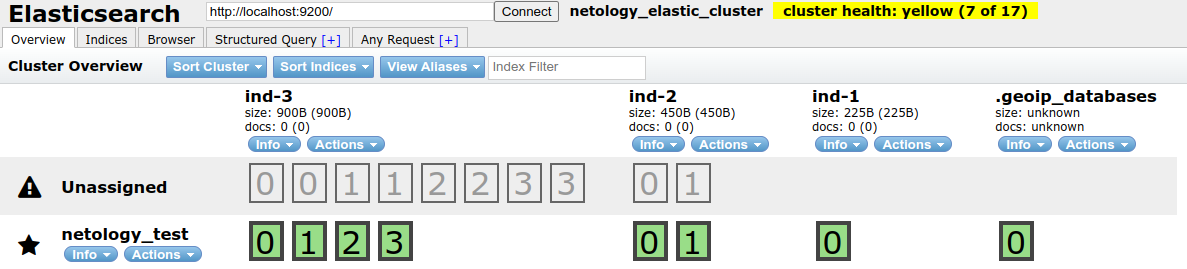 Elasticsearch http://localhost:9200/ Connect netology_elastic_cluster cluster health: yellow (7 of 17)
Overview Indices Browser Structured Query [+] Any Request [+]
Cluster Overview Sort Cluster Sort Indices View Aliases Index Filter
ind-3 ind-2 ind-1 .geoip_databases
size: 900B (900B) size: 450B (450B) size: 225B (225B) size: unknown
docs: 0 (0) docs: 0 (0) docs: 0 (0) docs: unknown
Info Actions Info Actions Info Actions Info Actions
Unassigned 0 0 1 1 2 2 3 3 0 1
netology_test 0 1 2 3 0 1 0 0
Info Actions